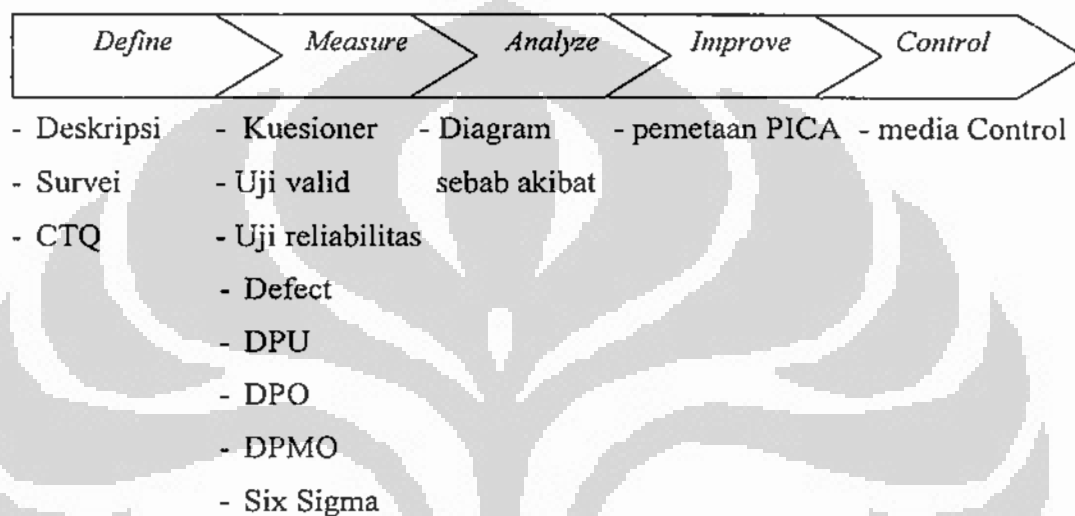 Define Measure Analyze Improve Control
- Deskripsi - Kuesioner - Diagram - pemetaan PICA - media Control
- Survei - Uji valid sebab akibat
- CTQ - Uji reliabilitas
- Defect
- DPU
- DPO
- DPMO
- Six Sigma